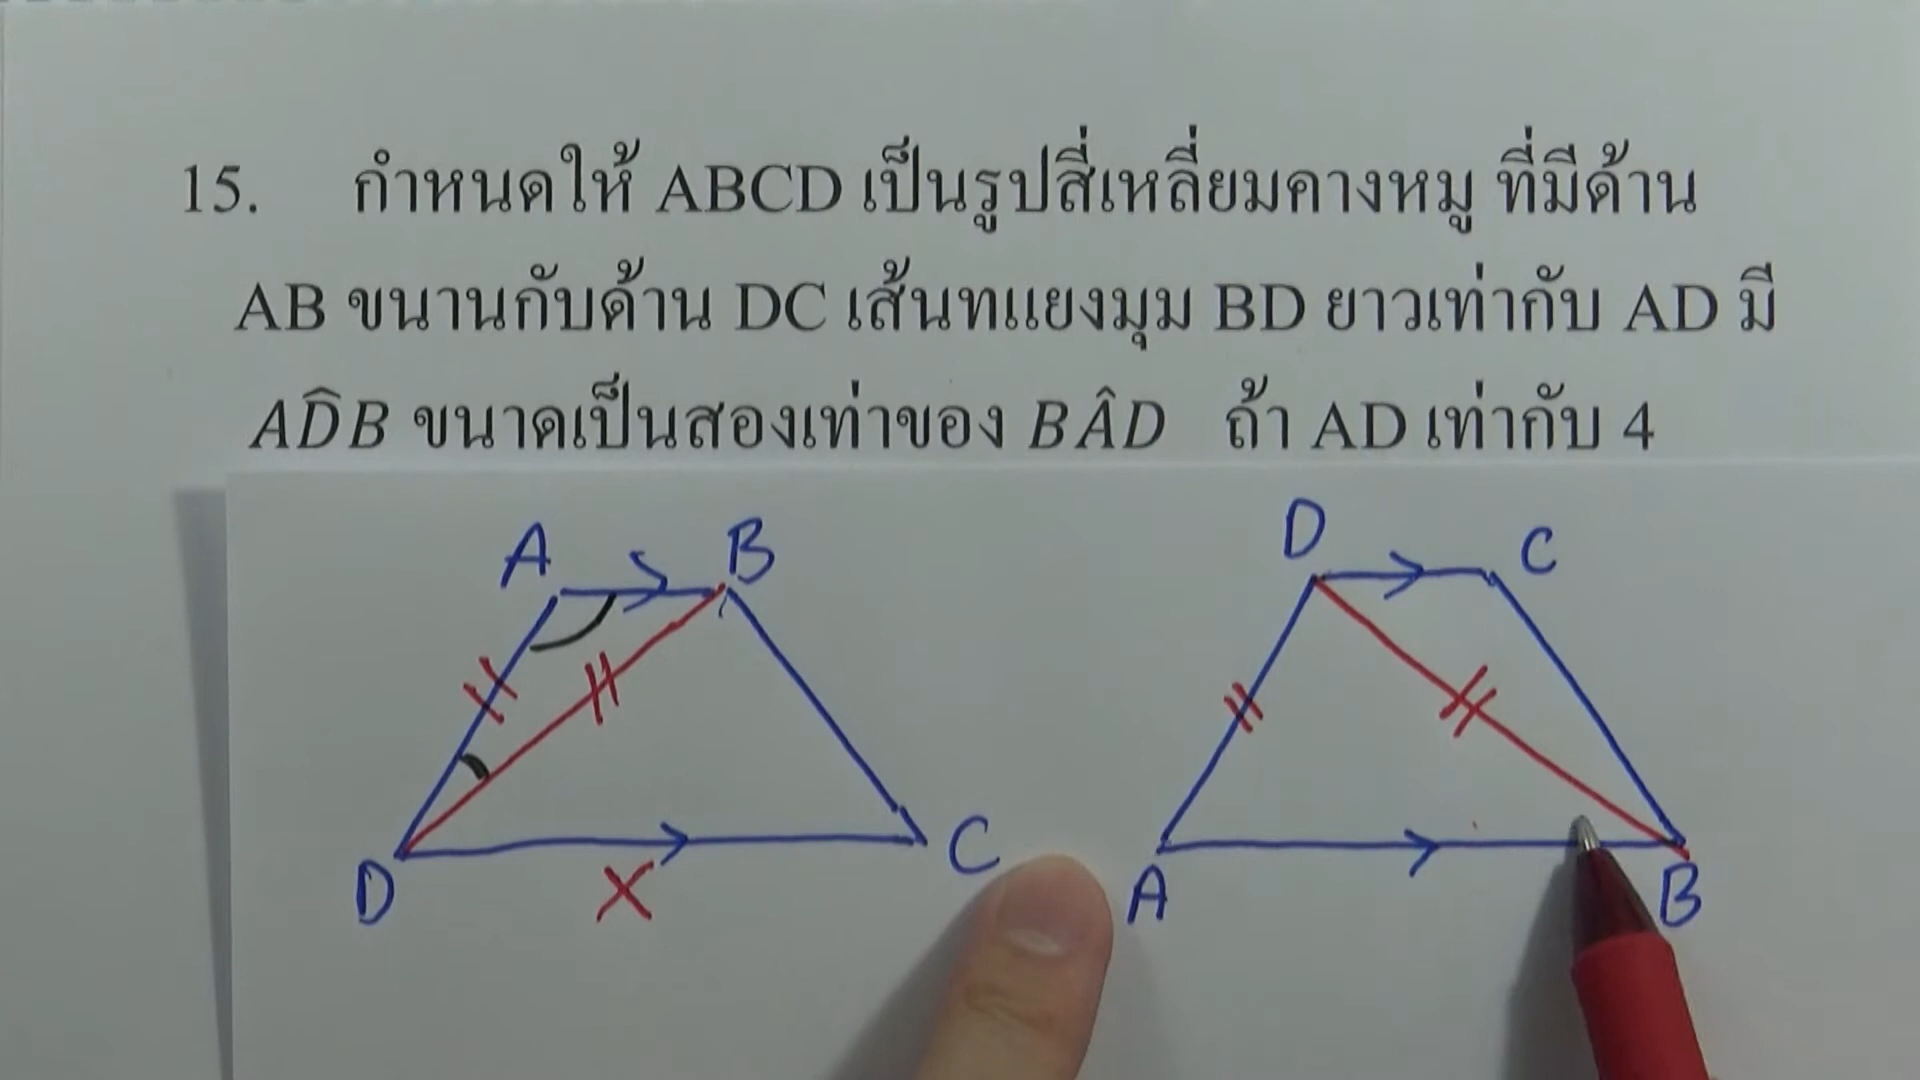 15. กำหนดให้ ABCD เป็นรูปสี่เหลี่ยมคางหมู ที่มีด้าน
AB ขนานกับด้าน DC เส้นทแยงมุม BD ยาวเท่ากับ AD มี
AD̂B ขนาดเป็นสองเท่าของ BÂD ถ้า AD เท่ากับ 4
A B
D C
X
D C
A B